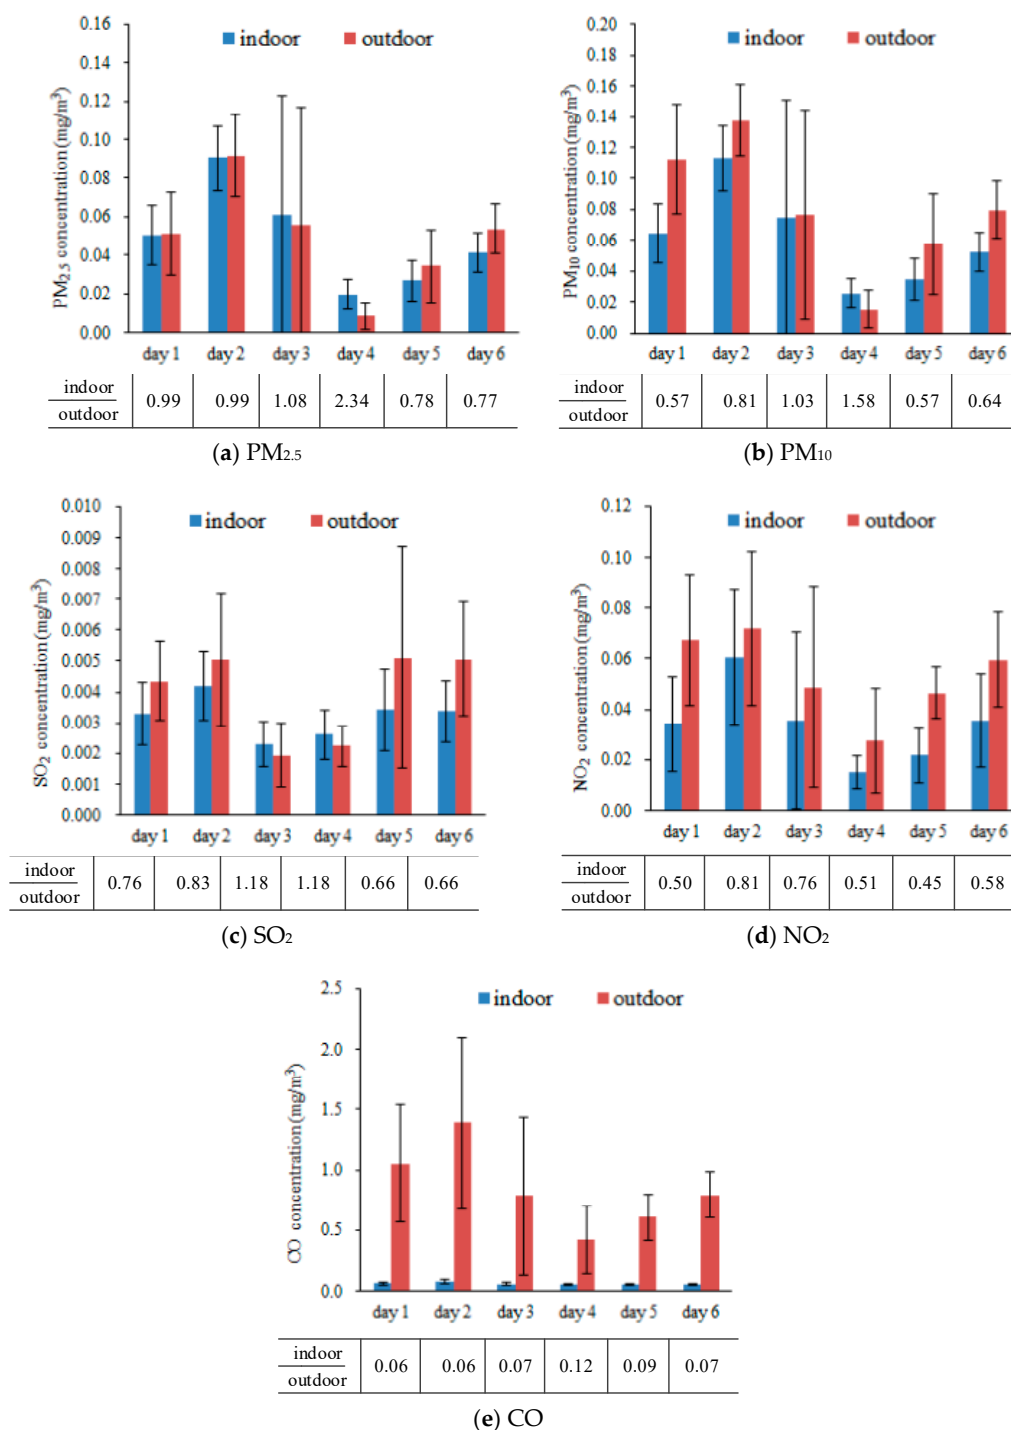 0.16
0.14
0.12
0.10
0.08
0.06
0.04
0.02
0.00
PM2.5 concentration (mg/m³)
indoor outdoor
day 1 day 2 day 3 day 4 day 5 day 6
indoor
outdoor
0.99 0.99 1.08 2.34 0.78 0.77
(a) PM2.5
0.20
0.18
0.16
0.14
0.12
0.10
0.08
0.06
0.04
0.02
0.00
PM10 concentration (mg/m³)
indoor outdoor
day 1 day 2 day 3 day 4 day 5 day 6
indoor
outdoor
0.57 0.81 1.03 1.58 0.57 0.64
(b) PM10
0.010
0.009
0.008
0.007
0.006
0.005
0.004
0.003
0.002
0.001
0.000
SO2 concentration (mg/m³)
indoor outdoor
day 1 day 2 day 3 day 4 day 5 day 6
indoor
outdoor
0.76 0.83 1.18 1.18 0.66 0.66
(c) SO2
0.12
0.10
0.08
0.06
0.04
0.02
0.00
NO2 concentration (mg/m³)
indoor outdoor
day 1 day 2 day 3 day 4 day 5 day 6
indoor
outdoor
0.50 0.81 0.76 0.51 0.45 0.58
(d) NO2
2.5
2.0
1.5
1.0
0.5
0.0
CO concentration (mg/m³)
indoor outdoor
day 1 day 2 day 3 day 4 day 5 day 6
indoor
outdoor
0.06 0.06 0.07 0.12 0.09 0.07
(e) CO